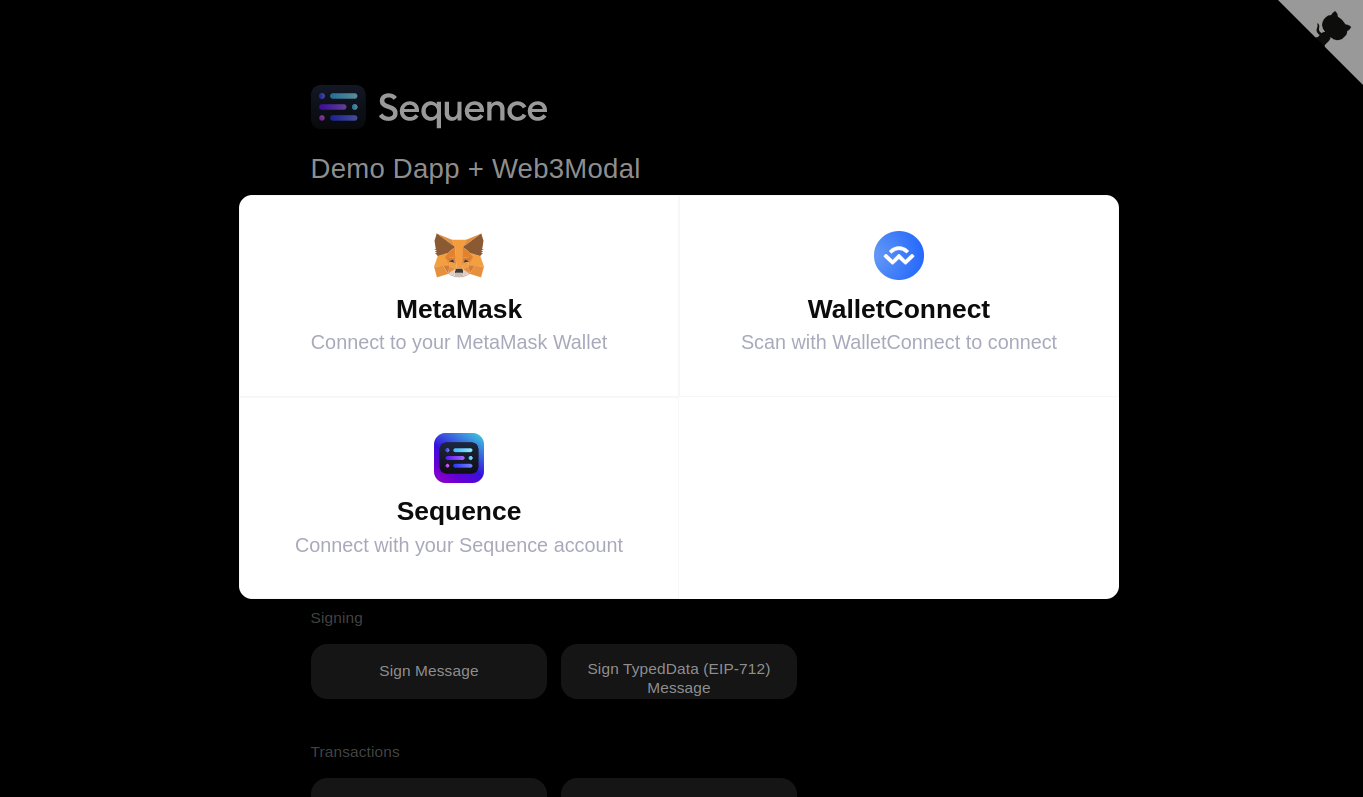 Sequence
Demo Dapp + Web3Modal
MetaMask
Connect to your MetaMask Wallet
WalletConnect
Scan with WalletConnect to connect
Sequence
Connect with your Sequence account
Signing
Sign Message
Sign TypedData (EIP-712)
Message
Transactions